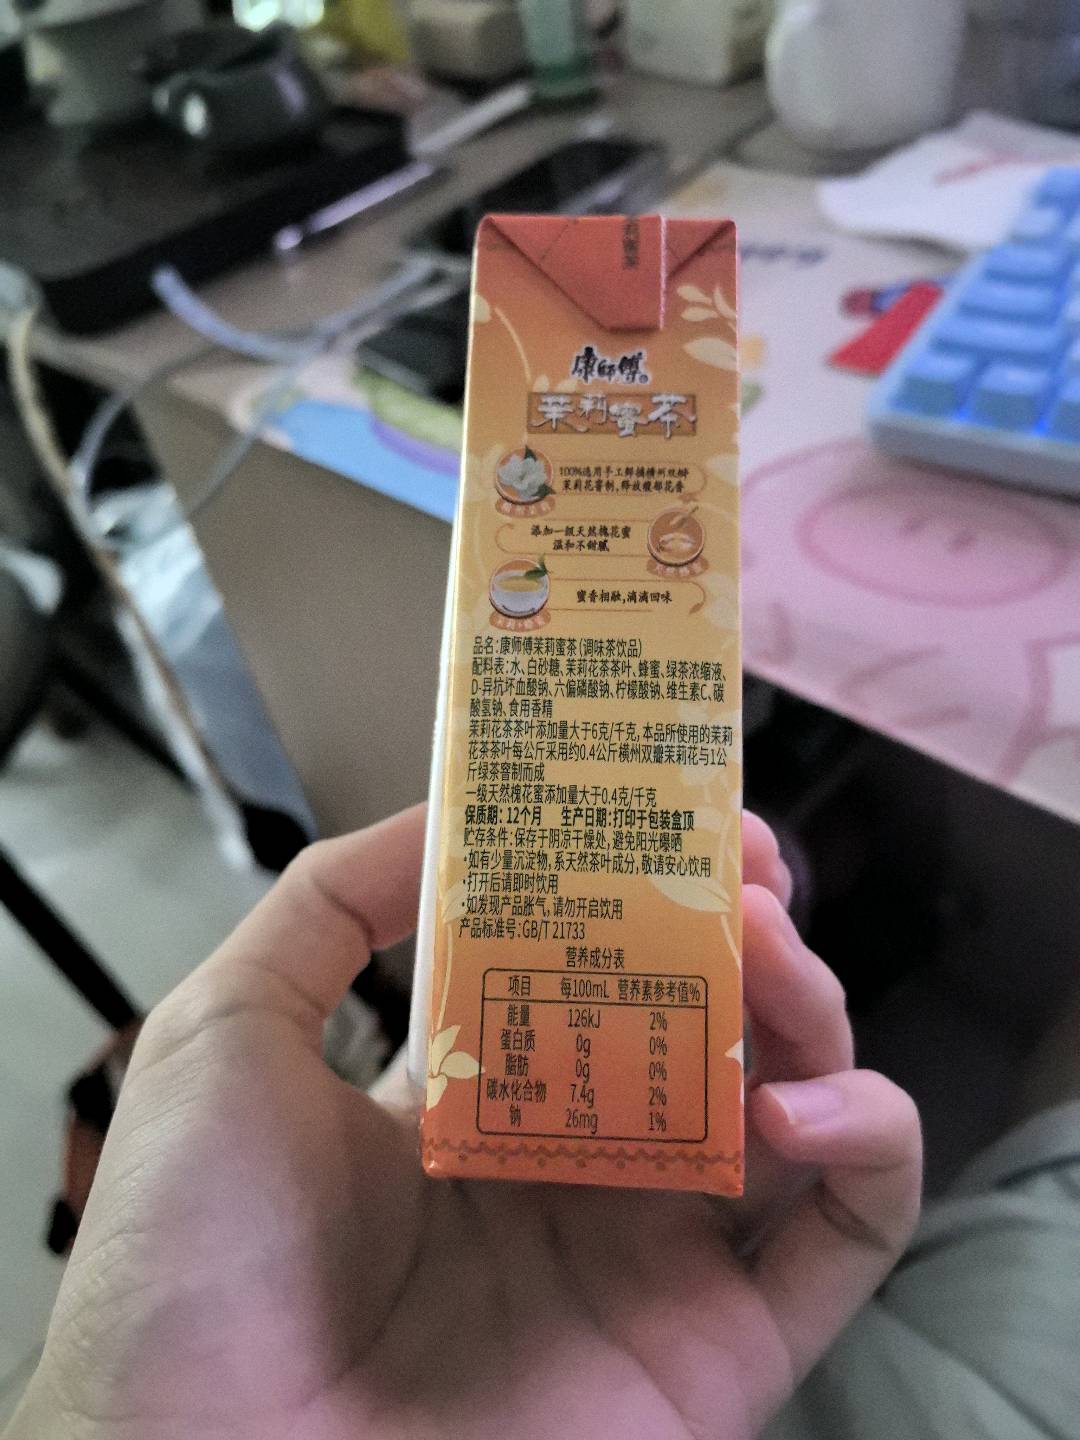 康师傅
茉莉蜜茶
100%选用手工鲜摘横州双瓣
茉莉花窨制,释放馥郁花香
添加一级天然槐花蜜
温和不甜腻
蜜香相融,滴滴回味
品名:康师傅茉莉蜜茶(调味茶饮品)
配料表:水、白砂糖、茉莉花茶茶叶、蜂蜜、绿茶浓缩液、
D-异抗坏血酸钠、六偏磷酸钠、柠檬酸钠、维生素C、碳
酸氢钠、食用香精
茉莉花茶茶叶添加量大于6克/千克,本品所使用的茉莉
花茶茶叶每公斤采用约0.4公斤横州双瓣茉莉花与1公
斤绿茶窨制而成
一级天然槐花蜜添加量大于0.4克/千克
保质期:12个月 生产日期:打印于包装盒顶
贮存条件:保存于阴凉干燥处,避免阳光曝晒
·如有少量沉淀物,系天然茶叶成分,敬请安心饮用
·打开后请即时饮用
·如发现产品胀气,请勿开启饮用
产品标准号:GB/T 21733
营养成分表
项目 每100mL 营养素参考值%
能量 126kJ 2%
蛋白质 0g 0%
脂肪 0g 0%
碳水化合物 7.4g 2%
钠 26mg 1%